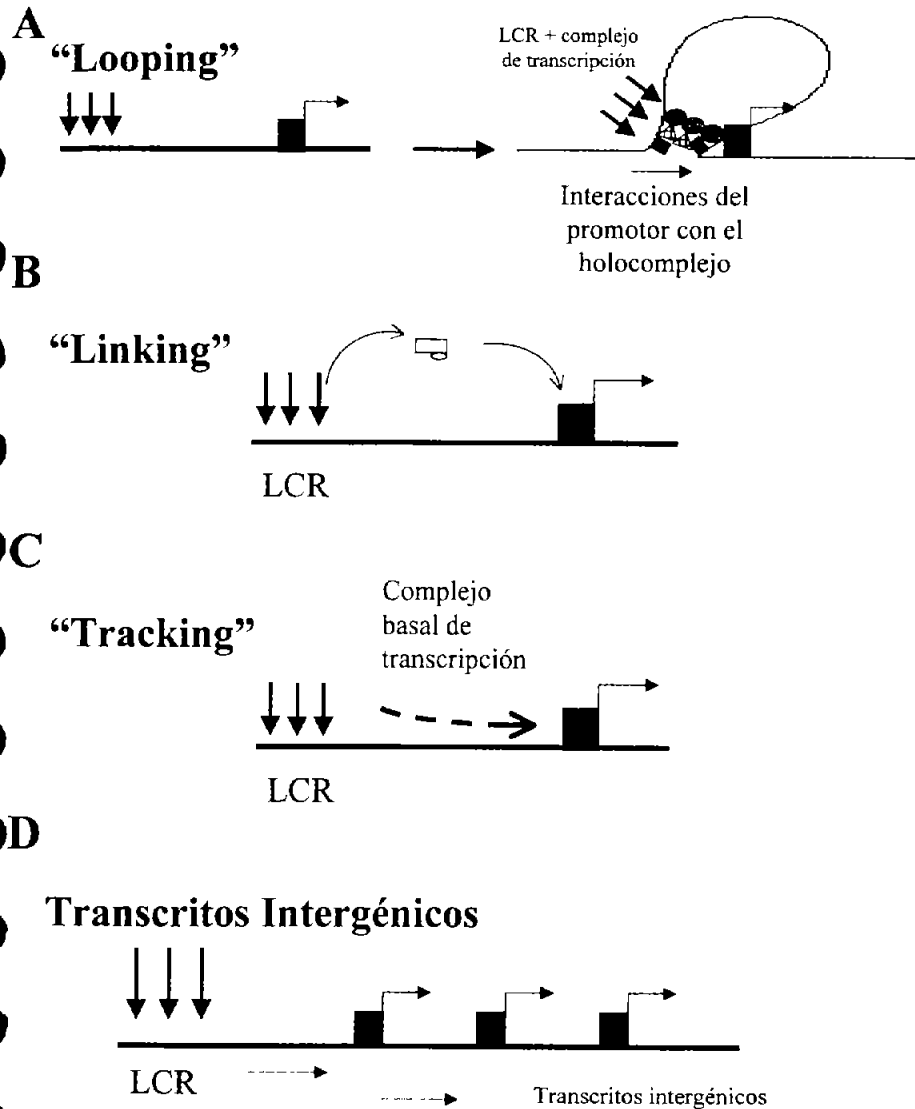 A
“Looping”
LCR + complejo
de transcripción
Interacciones del
promotor con el
holocomplejo
B
“Linking”
LCR
C
“Tracking”
Complejo
basal de
transcripción
LCR
D
Transcritos Intergénicos
LCR
Transcritos intergénicos